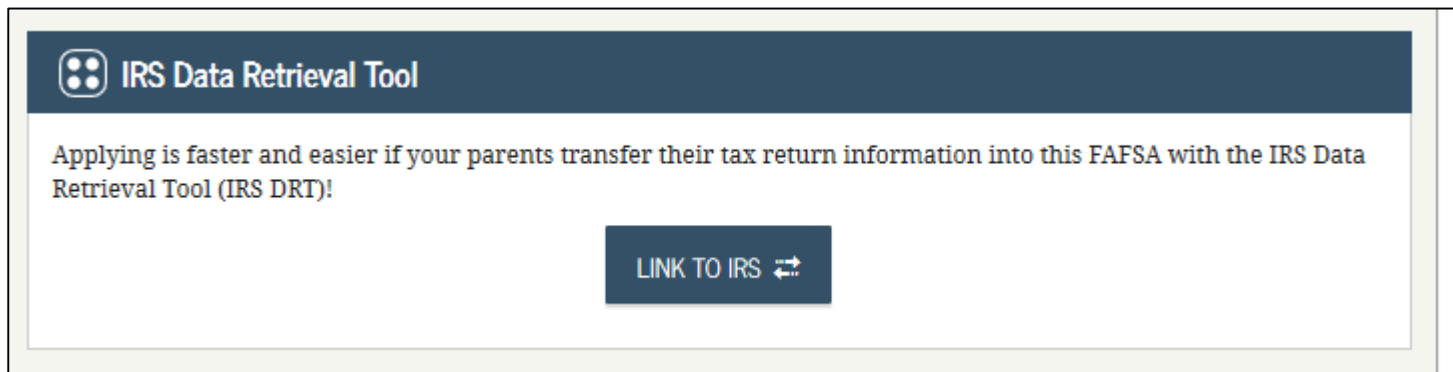 IRS Data Retrieval Tool
Applying is faster and easier if your parents transfer their tax return information into this FAFSA with the IRS Data
Retrieval Tool (IRS DRT)!
LINK TO IRS